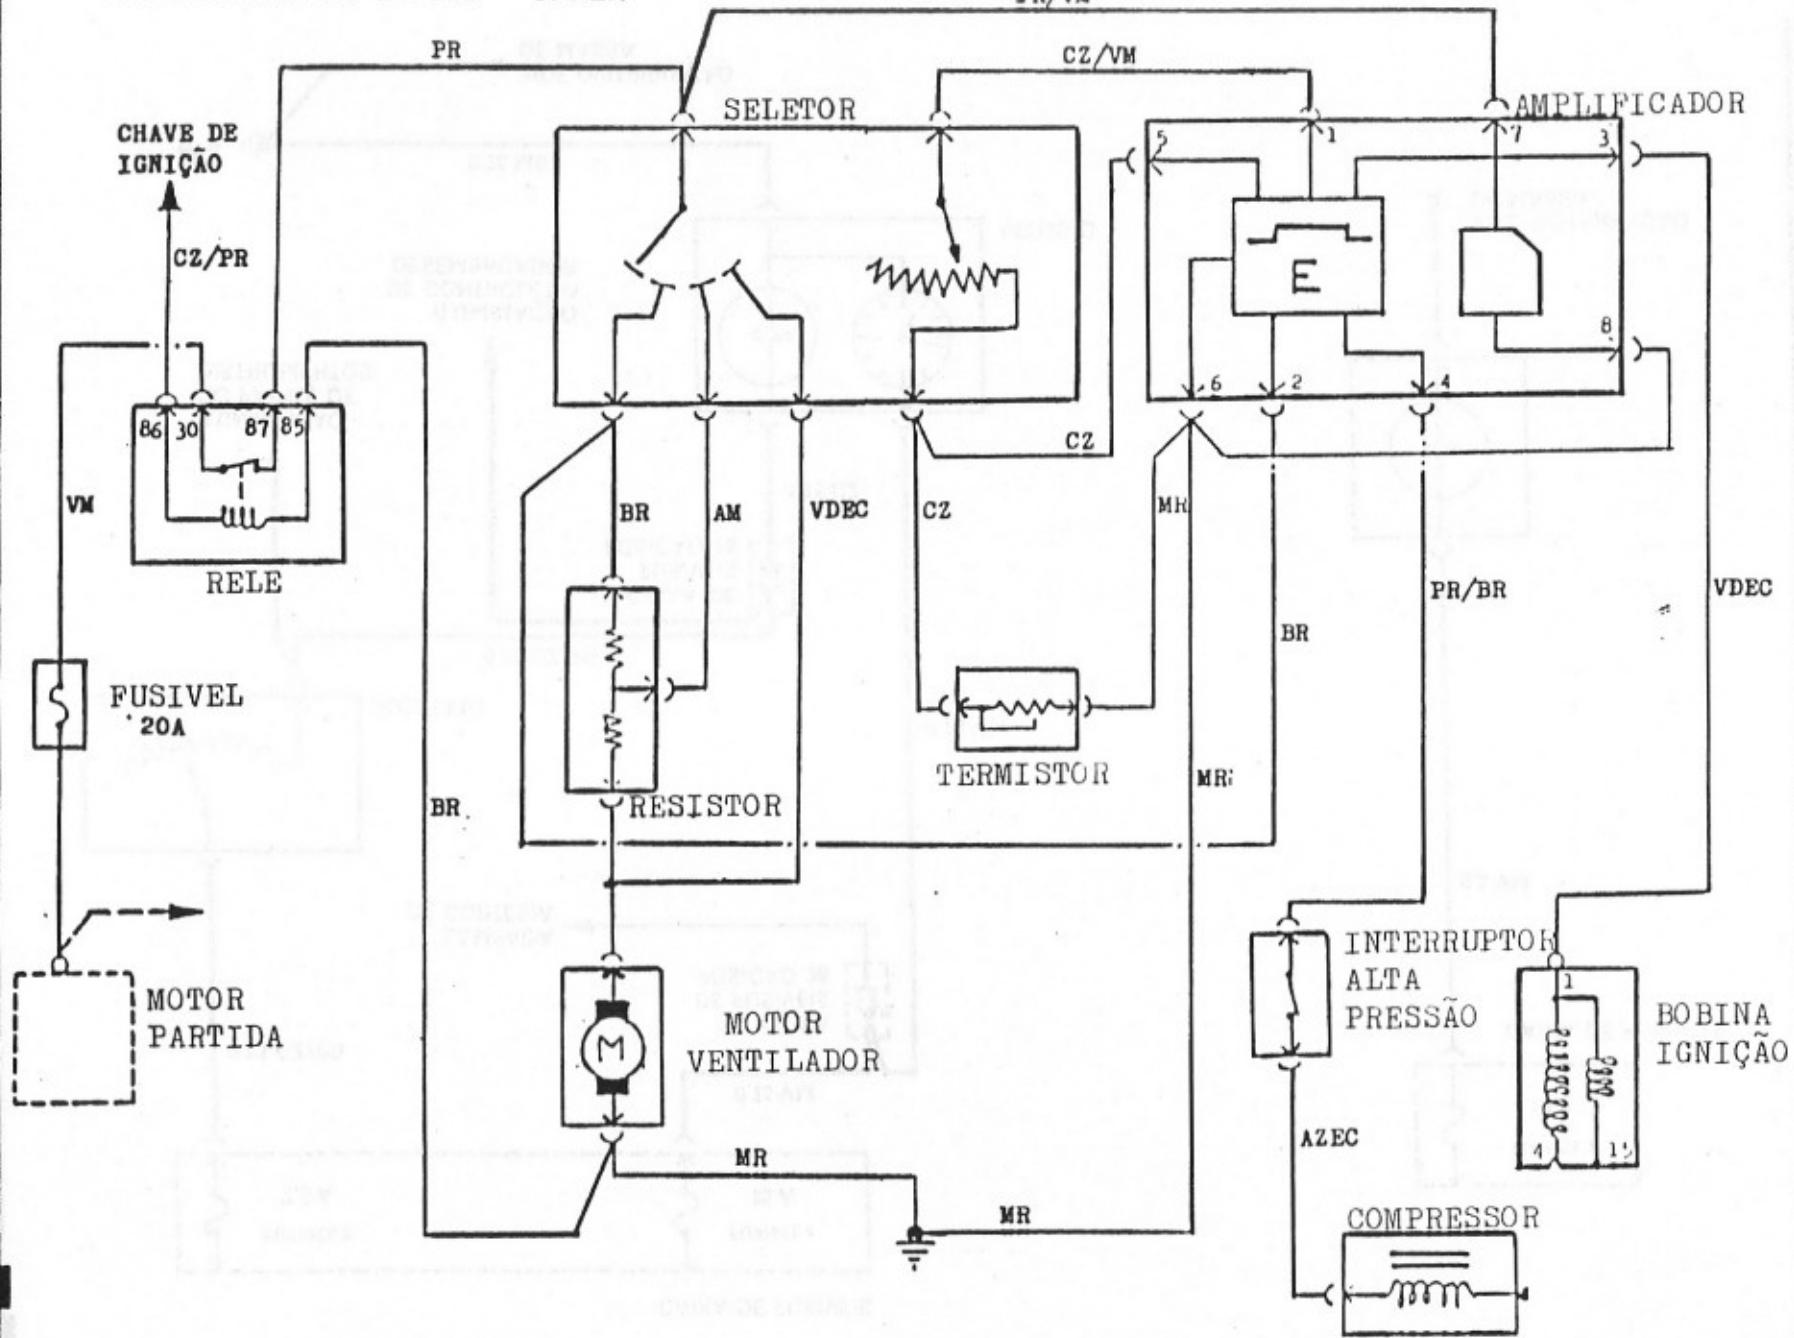 PR
CZ/VM
SELETOR
AMPLIFICADOR
CHAVE DE
IGNIÇÃO
5
1
7
3
CZ/PR
E
8
6
2
4
86
30
87
85
CZ
VM
BR
AM
VDEC
CZ
MR
RELE
PR/BR
VDEC
BR
FUSIVEL
20A
TERMISTOR
MR
BR
RESISTOR
INTERRUPTOR
ALTA
PRESSÃO
1
MOTOR
PARTIDA
MOTOR
VENTILADOR
M
BOBINA
IGNIÇÃO
AZEC
4
15
MR
MR
COMPRESSOR